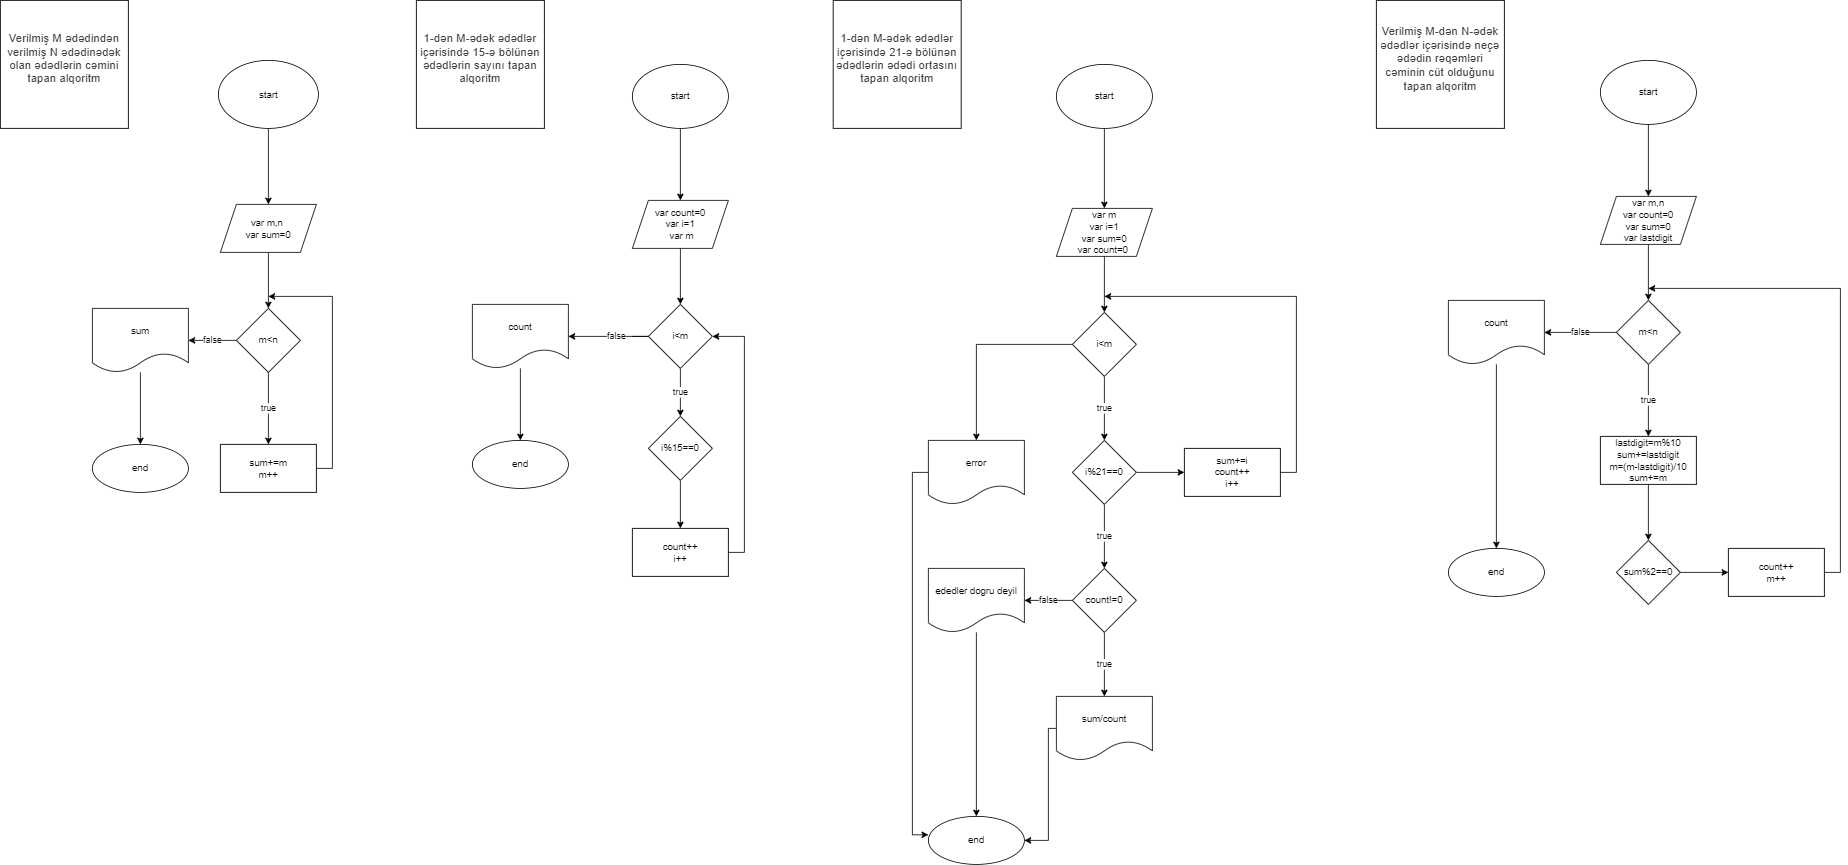 Verilmiş M ədədindən
verilmiş N ədədinədək
olan ədədlərin cəmini
tapan alqoritm
start
var m,n
var sum=0
sum
false
m<n
true
end
sum+=m
m++
1-dən M-ədək ədədlər
içərisində 15-ə bölünən
ədədlərin sayını tapan
alqoritm
start
var count=0
var i=1
var m
count
false
i<m
true
i%15==0
end
count++
i++
1-dən M-ədək ədədlər
içərisində 21-ə bölünən
ədədlərin ədədi ortasını
tapan alqoritm
start
var m
var i=1
var sum=0
var count=0
i<m
true
error
i%21==0
sum+=i
count++
i++
true
ededler dogru deyil
false
count!=0
true
sum/count
end
Verilmiş M-dən N-ədək
ədədlər içərisində neçə
ədədin rəqəmləri
cəminin cüt olduğunu
tapan alqoritm
start
var m,n
var count=0
var sum=0
var lastdigit
count
false
m<n
true
lastdigit=m%10
sum+=lastdigit
m=(m-lastdigit)/10
sum+=m
end
sum%2==0
count++
m++